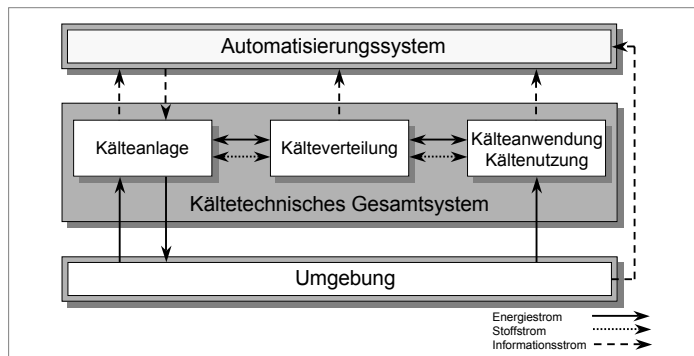 Automatisierungssystem
Kälteanlage
Kälteverteilung
Kälteanwendung
Kältenutzung
Kältetechnisches Gesamtsystem
Umgebung
Energiestrom
Stoffstrom
Informationsstrom